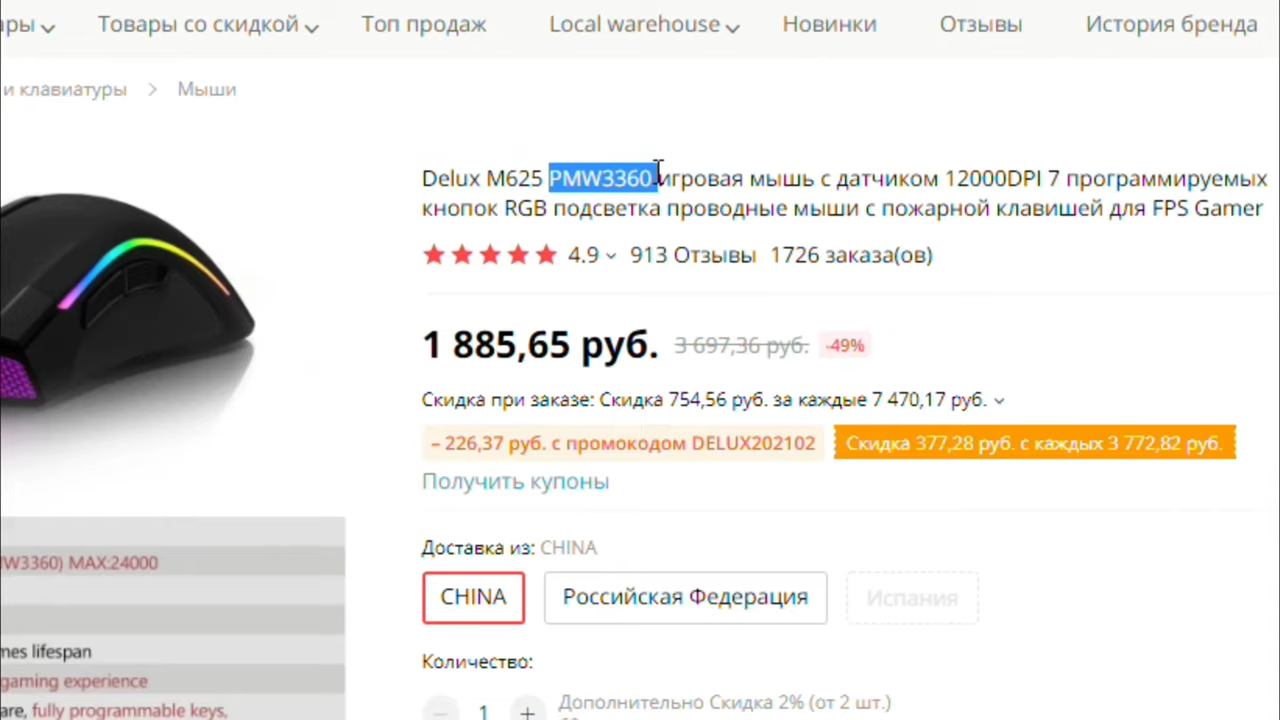 ары Товары со скидкой Топ продаж Local warehouse Новинки Отзывы История бренда
и клавиатуры > Мыши
Delux M625 PMW3360 игровая мышь с датчиком 12000DPI 7 программируемых
кнопок RGB подсветка проводные мыши с пожарной клавишей для FPS Gamer
4.9 913 Отзывы 1726 заказа(ов)
1 885,65 руб. 3 697,36 руб. -49%
Скидка при заказе: Скидка 754,56 руб. за каждые 7 470,17 руб.
– 226,37 руб. с промокодом DELUX202102 Скидка 377,28 руб. с каждых 3 772,82 руб.
Получить купоны
Доставка из: CHINA
CHINA Российская Федерация Испания
Количество:
1 Дополнительно Скидка 2% (от 2 шт.)
MW3360) MAX:24000
mes lifespan
gaming experience
are, fully programmable keys,